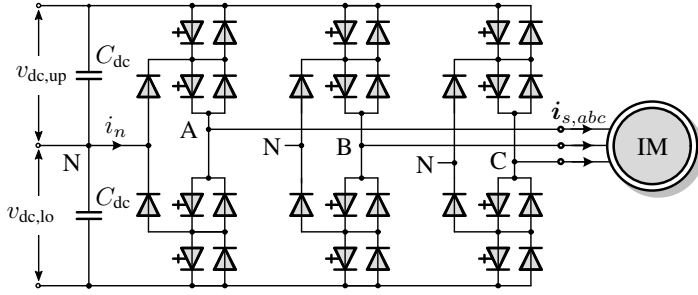 v_dc,up
C_dc
i_n
N
A
N
B
N
C
i_s,abc
IM
v_dc,lo
C_dc